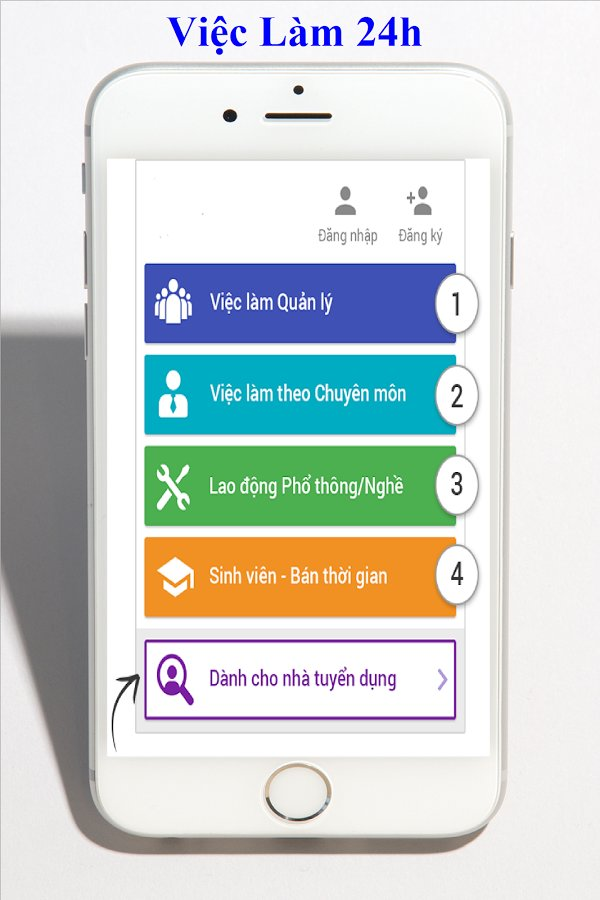 Việc Làm 24h
Đăng nhập
Đăng ký
Việc làm Quản lý
1
Việc làm theo Chuyên môn
2
Lao động Phổ thông/Nghề
3
Sinh viên - Bán thời gian
4
Dành cho nhà tuyển dụng